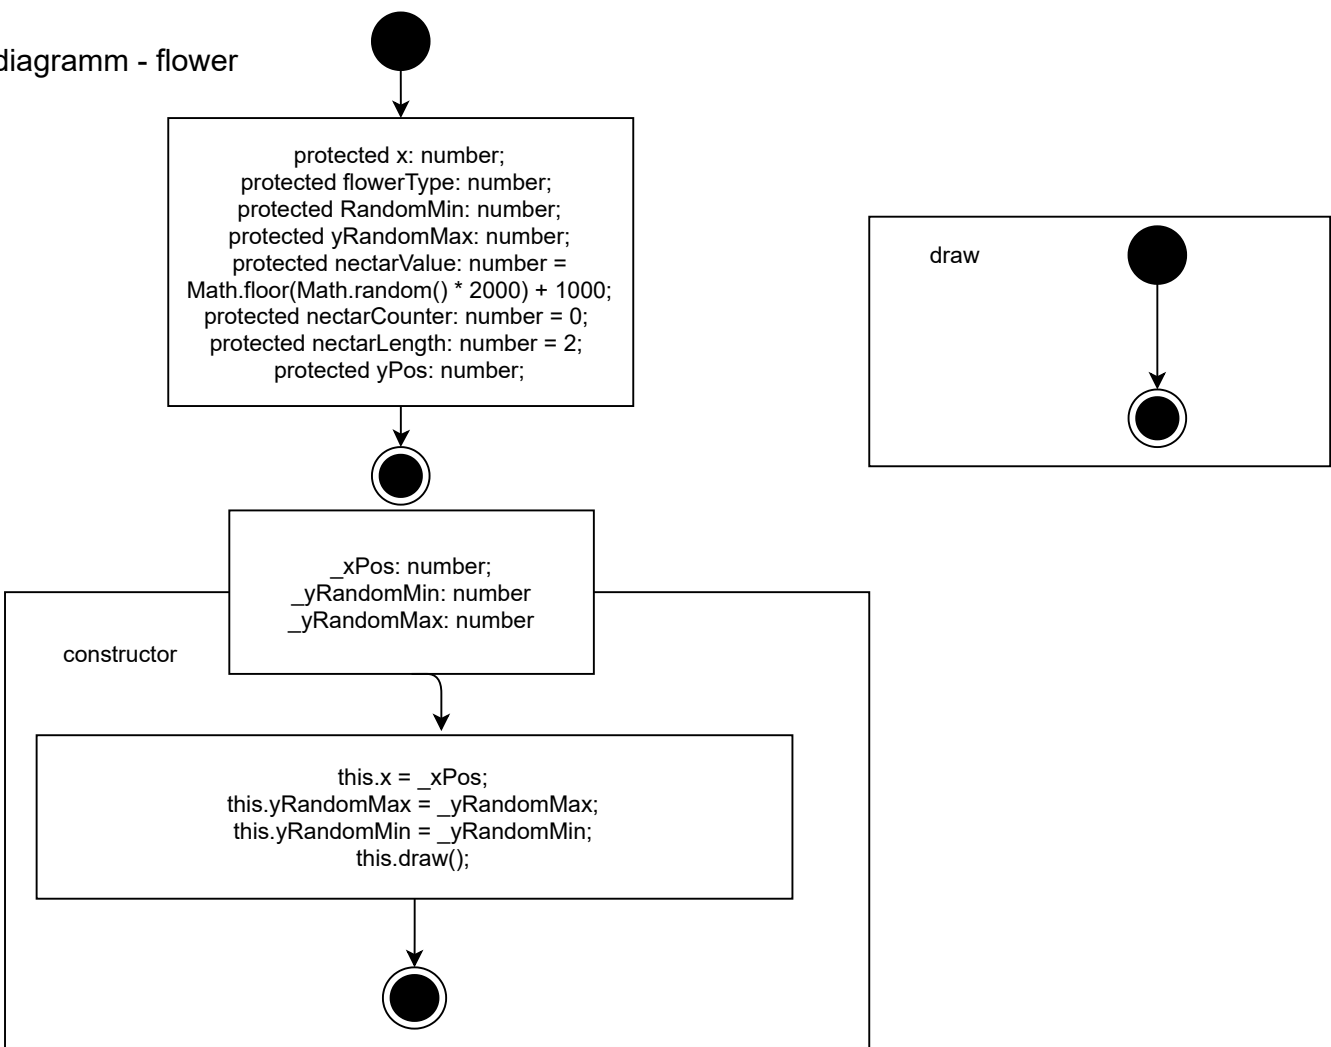 diagramm - flower
protected x: number;
protected flowerType: number;
protected RandomMin: number;
protected yRandomMax: number;
protected nectarValue: number =
Math.floor(Math.random() * 2000) + 1000;
protected nectarCounter: number = 0;
protected nectarLength: number = 2;
protected yPos: number;
draw
_xPos: number;
_yRandomMin: number
_yRandomMax: number
constructor
this.x = _xPos;
this.yRandomMax = _yRandomMax;
this.yRandomMin = _yRandomMin;
this.draw();